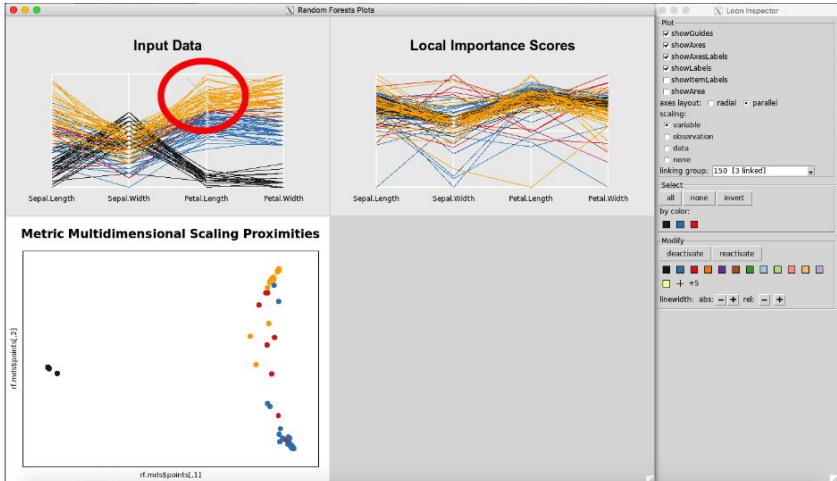 Random Forests Plots
Input Data
Sepal.Length Sepal.Width Petal.Length Petal.Width
Local Importance Scores
Sepal.Length Sepal.Width Petal.Length Petal.Width
Metric Multidimensional Scaling Proximities
rf.mds$points[,2]
rf.mds$points[,1]
Loon Inspector
Plot
showGuides
showAxes
showAxesLabels
showLabels
showItemLabels
showArea
axes layout: radial parallel
scaling:
variable
observation
data
none
linking group: 150 [3 linked]
Select
all none invert
by color:
Modify
deactivate reactivate
+5
linewidth: abs: − + rel: − +